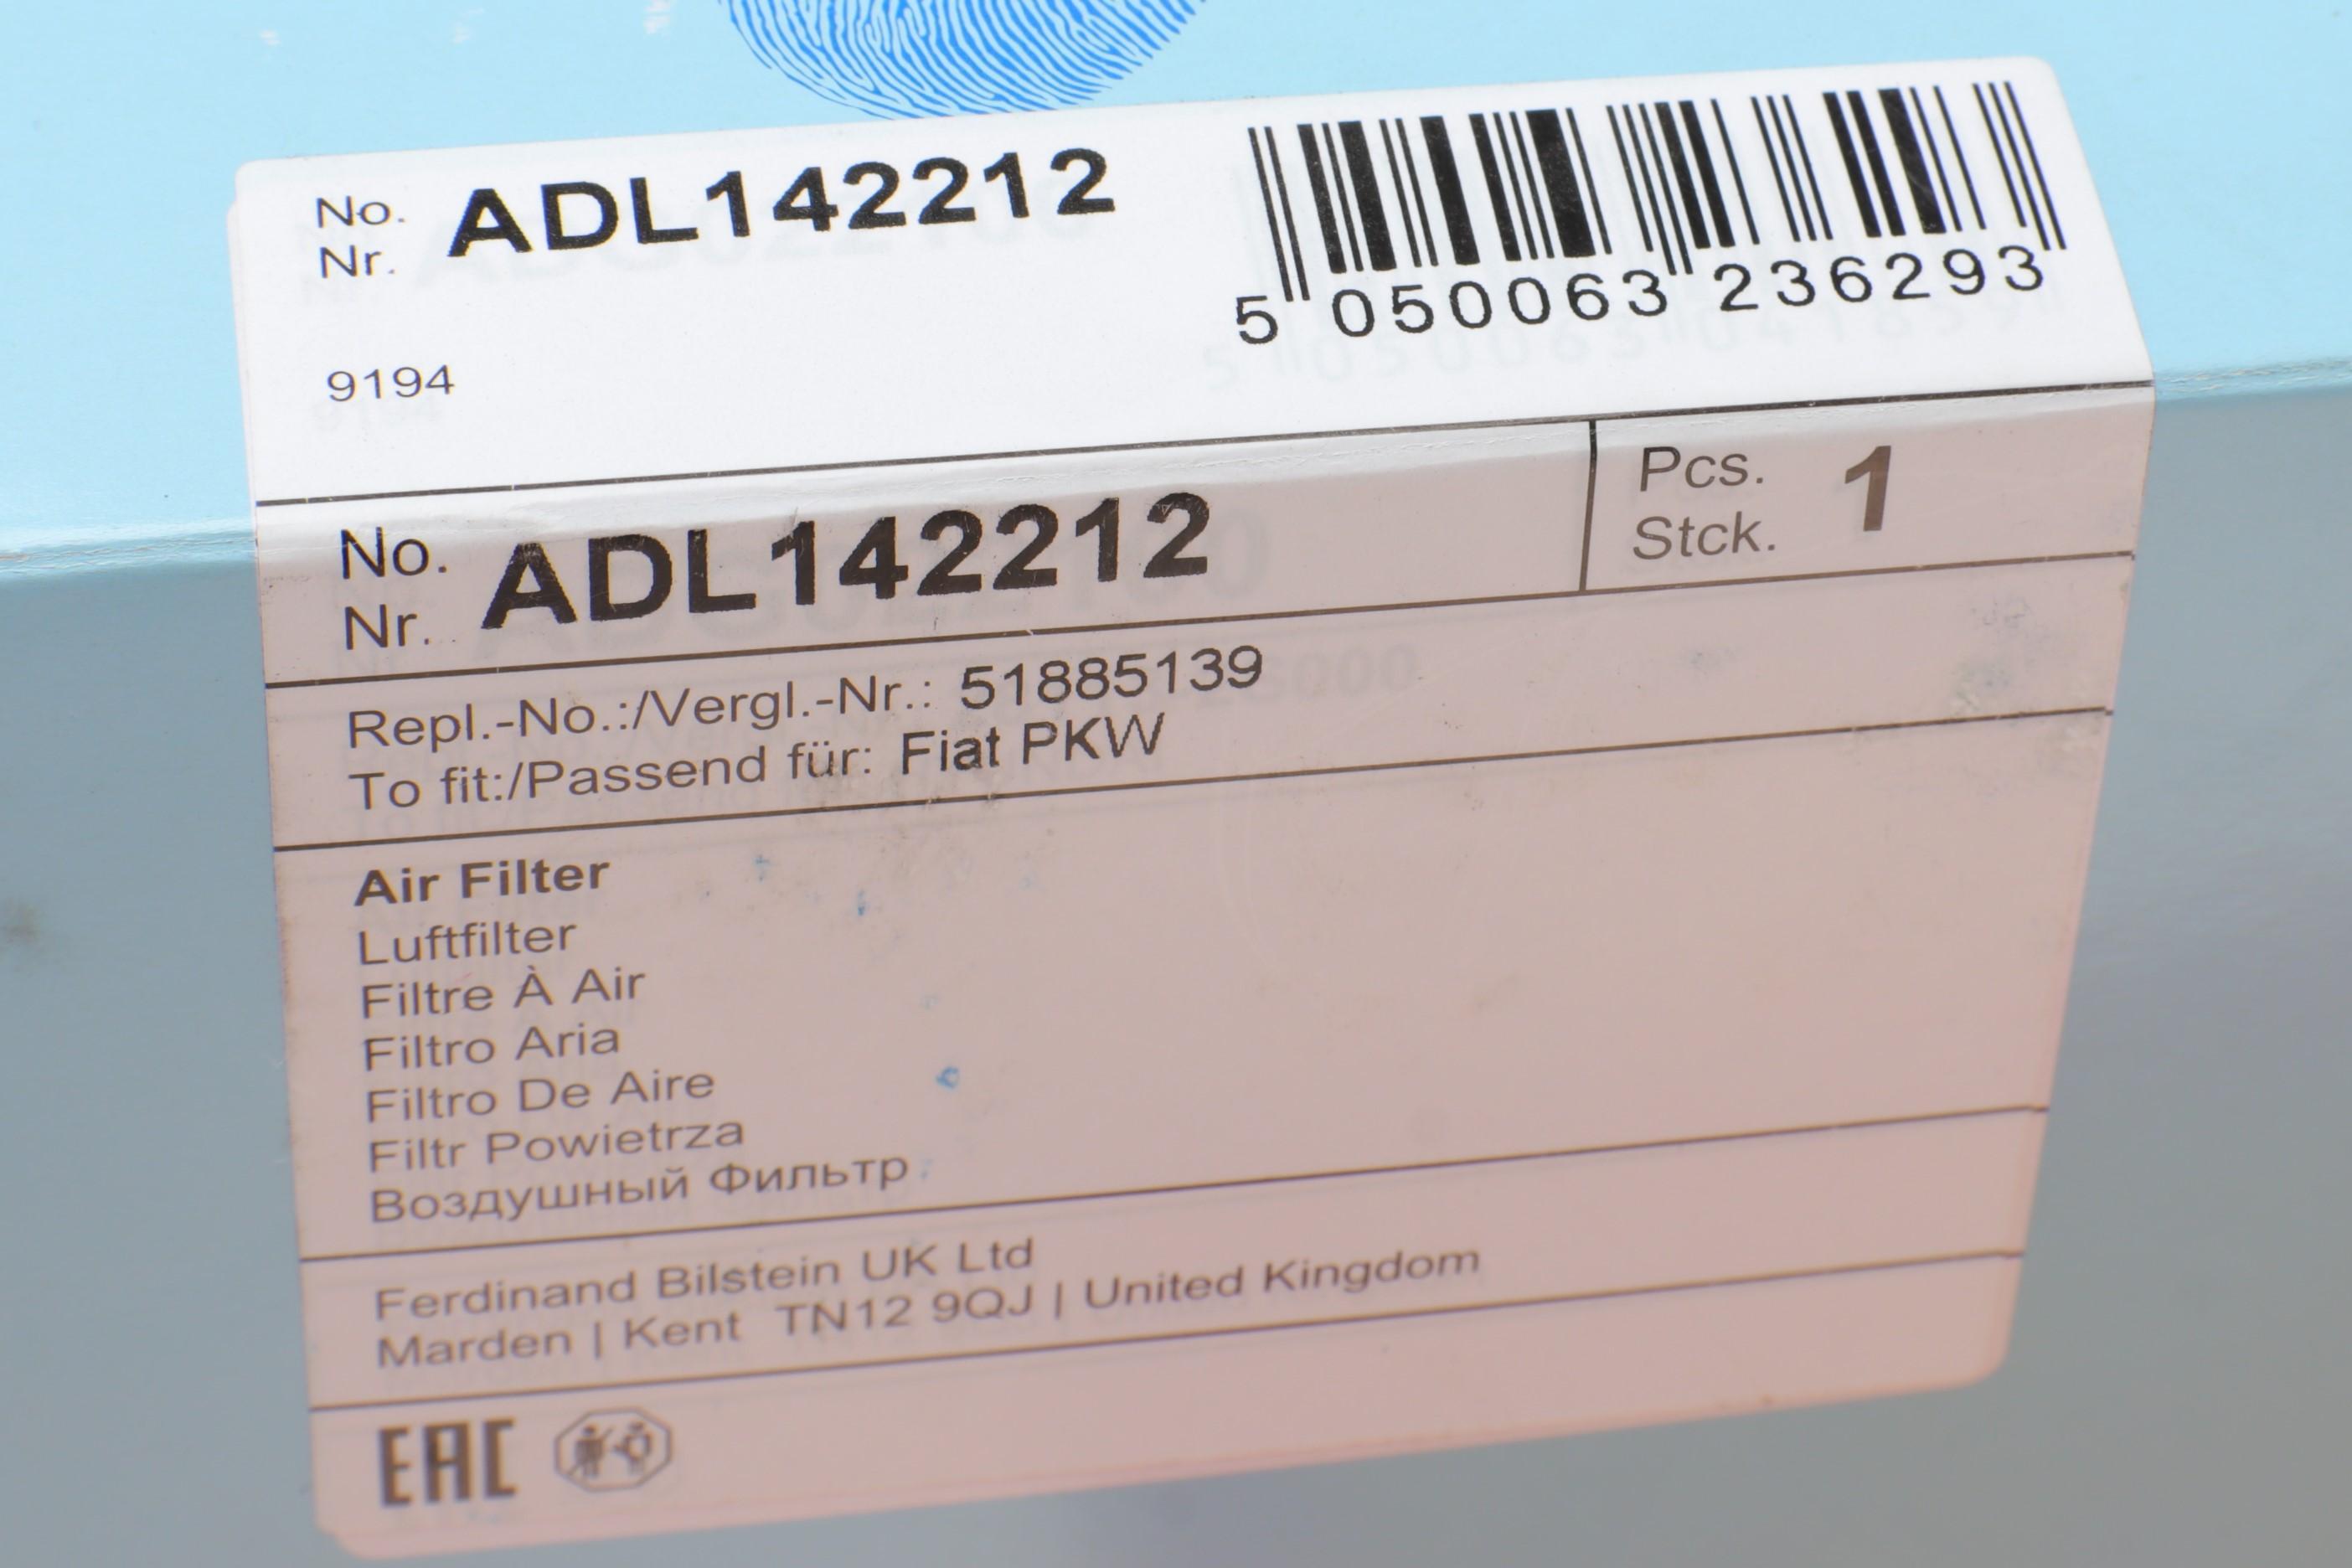 No.
Nr.
ADL142212
5 050063 236293
9194
No.
Nr.
ADL142212
Pcs.
Stck.
1
Repl.-No.:/Vergl.-Nr.: 51885139
To fit:/Passend für: Fiat PKW
Air Filter
Luftfilter
Filtre À Air
Filtro Aria
Filtro De Aire
Filtr Powietrza
Воздушный Фильтр
Ferdinand Bilstein UK Ltd
Marden | Kent TN12 9QJ | United Kingdom
EAC